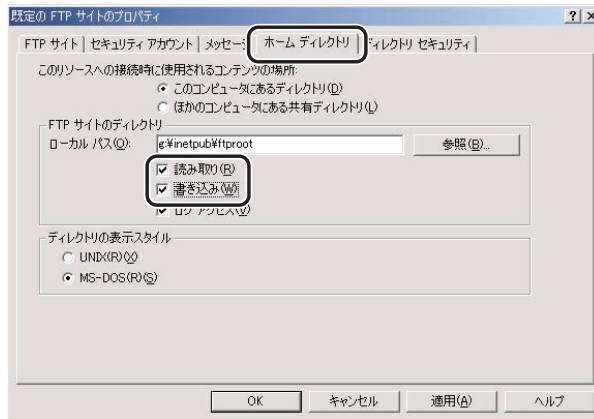 既定の FTP サイトのプロパティ
? ×
FTP サイト セキュリティ アカウント メッセージ ホーム ディレクトリ ディレクトリ セキュリティ
このリソースへの接続時に使用されるコンテンツの場所:
このコンピュータにあるディレクトリ(D)
ほかのコンピュータにある共有ディレクトリ(L)
FTP サイトのディレクトリ
ローカル パス(O): g:¥inetpub¥ftproot 参照(B)...
読み取り(R)
書き込み(W)
ログ アクセス(V)
ディレクトリの表示スタイル
UNIX(R)(X)
MS-DOS(R)(S)
OK キャンセル 適用(A) ヘルプ